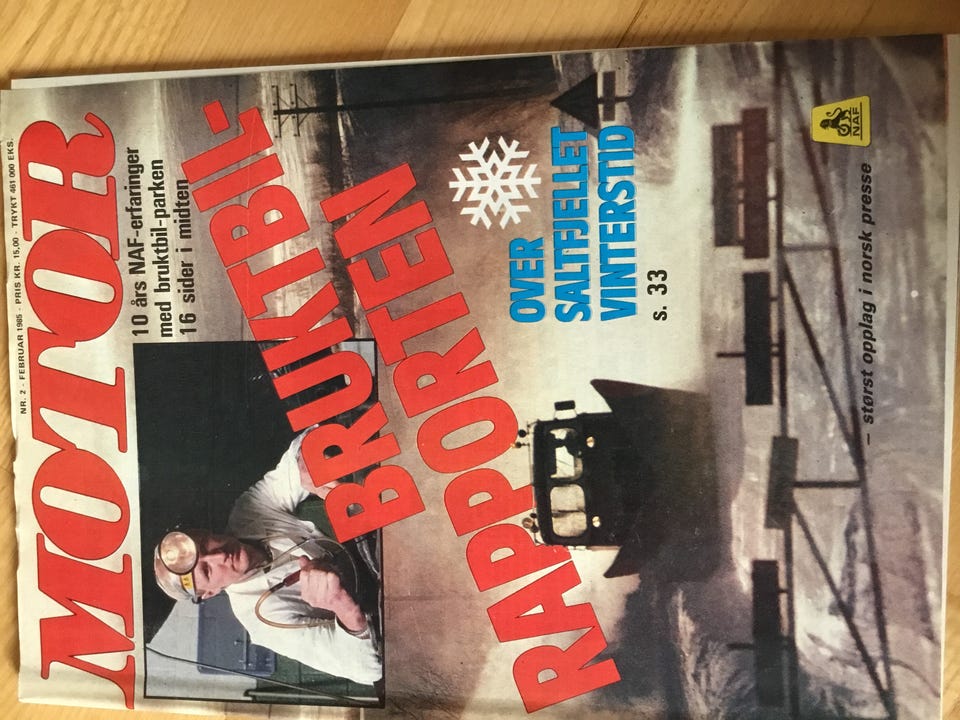 NR. 2 - FEBRUAR 1985 - PRIS KR. 15,00 - TRYKT 461 000 EKS.
MOTOR
10 års NAF-erfaringer
med bruktbil-parken
16 sider i midten
BRUKTBIL-
RAPPORTEN
OVER
SALTFJELLET
VINTERSTID
s. 33
NAF
– størst opplag i norsk presse